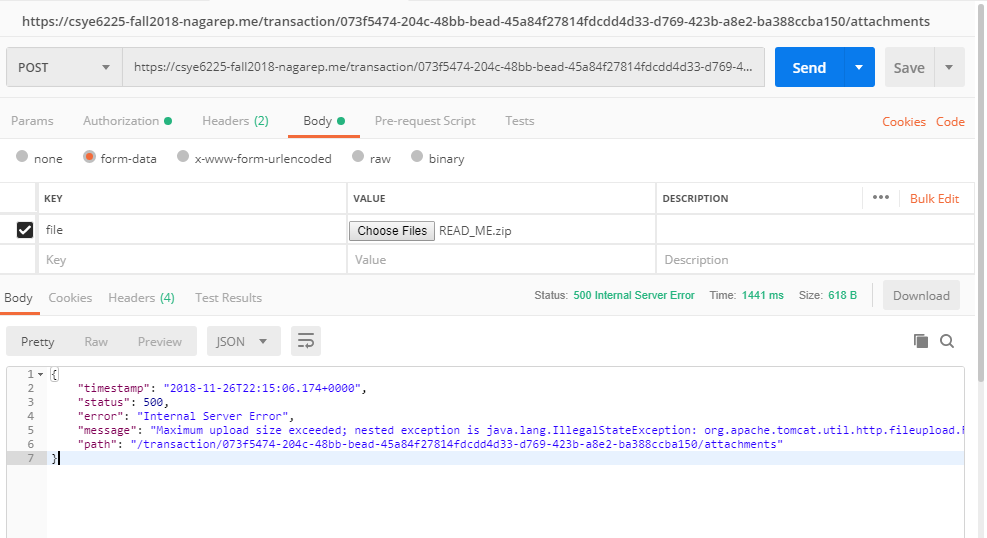 https://csye6225-fall2018-nagarep.me/transaction/073f5474-204c-48bb-bead-45a84f27814fdcdd4d33-d769-423b-a8e2-ba388ccba150/attachments
POST https://csye6225-fall2018-nagarep.me/transaction/073f5474-204c-48bb-bead-45a84f27814fdcdd4d33-d769-4... Send Save
Params Authorization Headers (2) Body Pre-request Script Tests Cookies Code
none form-data x-www-form-urlencoded raw binary
KEY VALUE DESCRIPTION ••• Bulk Edit
file Choose Files READ_ME.zip
Key Value Description
Body Cookies Headers (4) Test Results Status: 500 Internal Server Error Time: 1441 ms Size: 618 B Download
Pretty Raw Preview JSON
1 {
2 "timestamp": "2018-11-26T22:15:06.174+0000",
3 "status": 500,
4 "error": "Internal Server Error",
5 "message": "Maximum upload size exceeded; nested exception is java.lang.IllegalStateException: org.apache.tomcat.util.http.fileupload.
6 "path": "/transaction/073f5474-204c-48bb-bead-45a84f27814fdcdd4d33-d769-423b-a8e2-ba388ccba150/attachments"
7 }